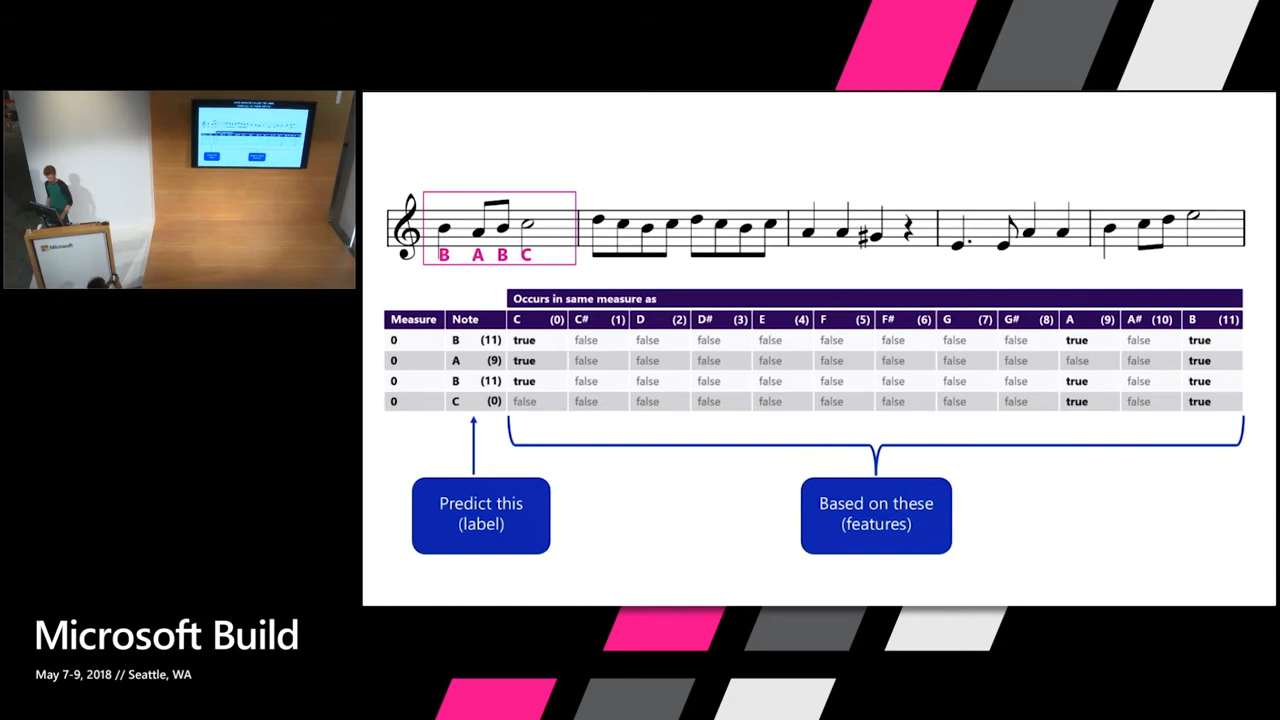 B A B C
Occurs in same measure as
Measure Note C (0) C# (1) D (2) D# (3) E (4) F (5) F# (6) G (7) G# (8) A (9) A# (10) B (11)
0 B (11) true false false false false false false false false true false true
0 A (9) true false false false false false false false false false false true
0 B (11) true false false false false false false false false true false true
0 C (0) false false false false false false false false false true false true
Predict this
(label)
Based on these
(features)
Microsoft
Microsoft Build
May 7-9, 2018 // Seattle, WA